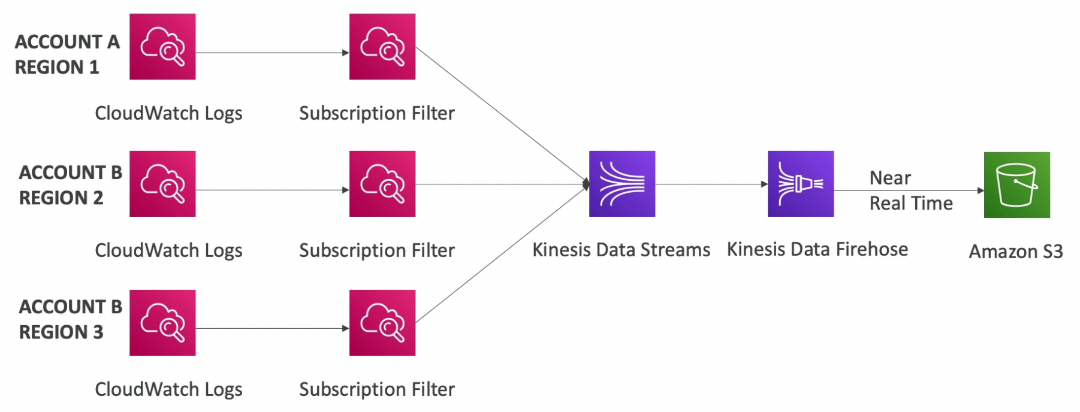 ACCOUNT A
REGION 1
CloudWatch Logs
Subscription Filter
ACCOUNT B
REGION 2
CloudWatch Logs
Subscription Filter
Kinesis Data Streams
Kinesis Data Firehose
Near
Real Time
Amazon S3
ACCOUNT B
REGION 3
CloudWatch Logs
Subscription Filter